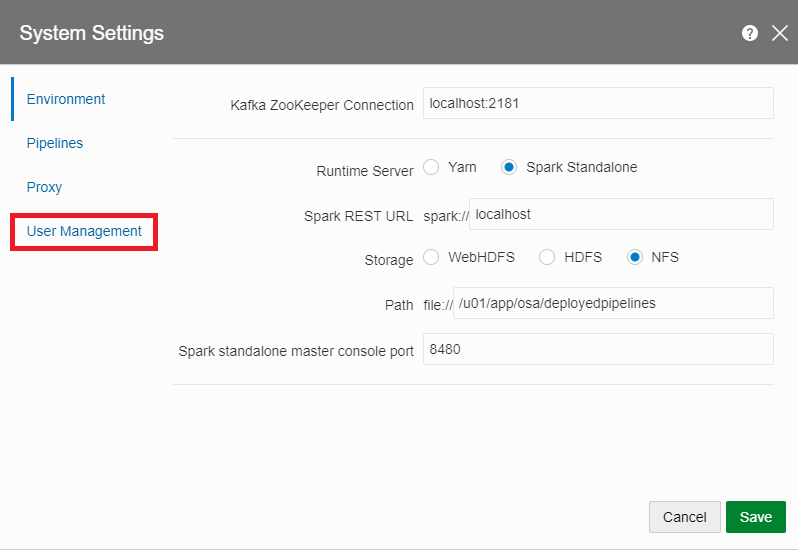 System Settings
?
Environment
Pipelines
Proxy
User Management
Kafka ZooKeeper Connection localhost:2181
Runtime Server Yarn Spark Standalone
Spark REST URL spark:// localhost
Storage WebHDFS HDFS NFS
Path file:// /u01/app/osa/deployedpipelines
Spark standalone master console port 8480
Cancel Save